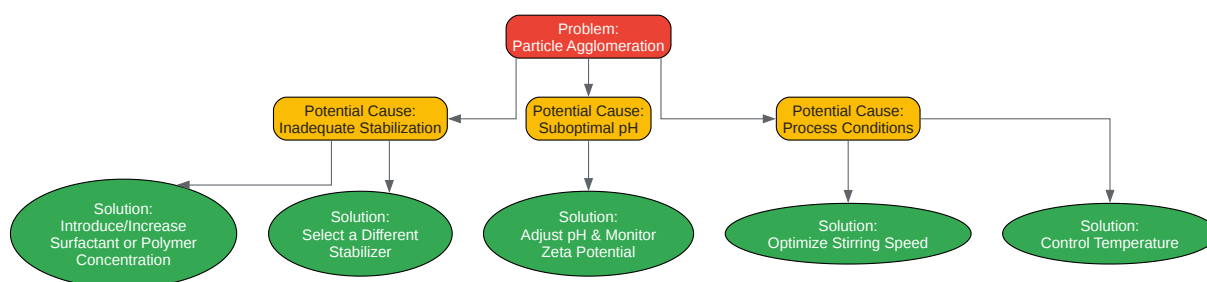 Problem:
Particle Agglomeration
Potential Cause:
Inadequate Stabilization
Potential Cause:
Suboptimal pH
Potential Cause:
Process Conditions
Solution:
Introduce/Increase
Surfactant or Polymer
Concentration
Solution:
Select a Different
Stabilizer
Solution:
Adjust pH & Monitor
Zeta Potential
Solution:
Optimize Stirring Speed
Solution:
Control Temperature